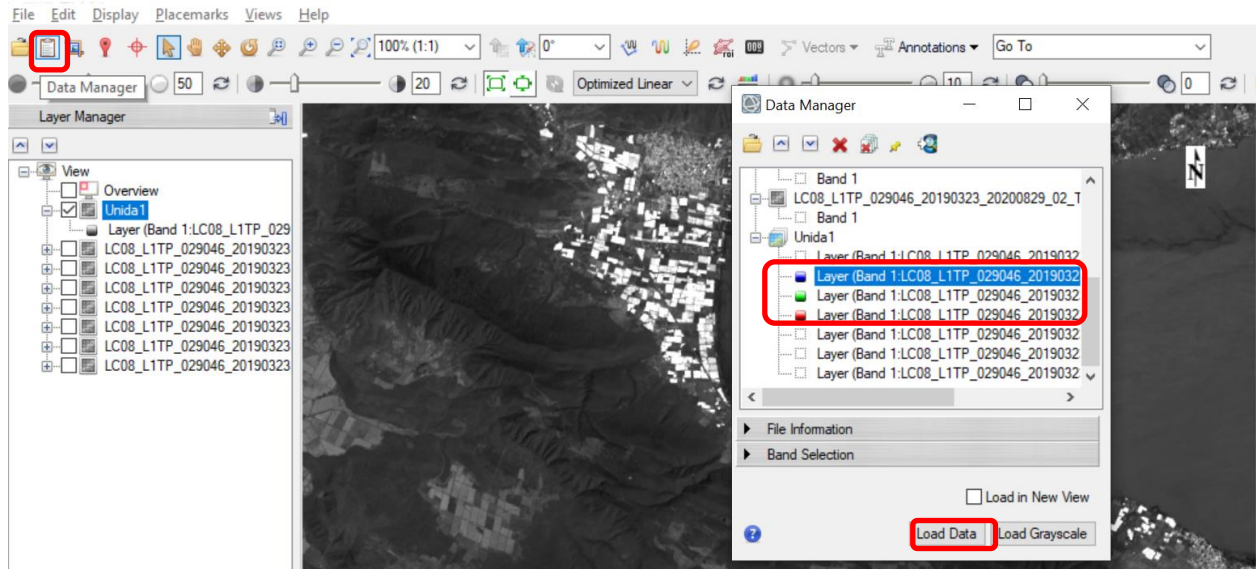 File Edit Display Placemarks Views Help
100% (1:1) 0° Vectors Annotations Go To
Data Manager 50 20 Optimized Linear 10 0
Layer Manager
View
Overview
Unida1
Layer (Band 1:LC08_L1TP_029
LC08_L1TP_029046_20190323
LC08_L1TP_029046_20190323
LC08_L1TP_029046_20190323
LC08_L1TP_029046_20190323
LC08_L1TP_029046_20190323
LC08_L1TP_029046_20190323
LC08_L1TP_029046_20190323
Data Manager
Band 1
LC08_L1TP_029046_20190323_20200829_02_T
Band 1
Unida1
Layer (Band 1:LC08_L1TP_029046_2019032
Layer (Band 1:LC08_L1TP_029046_2019032
Layer (Band 1:LC08_L1TP_029046_2019032
Layer (Band 1:LC08_L1TP_029046_2019032
Layer (Band 1:LC08_L1TP_029046_2019032
Layer (Band 1:LC08_L1TP_029046_2019032
Layer (Band 1:LC08_L1TP_029046_2019032
File Information
Band Selection
Load in New View
Load Data Load Grayscale
N